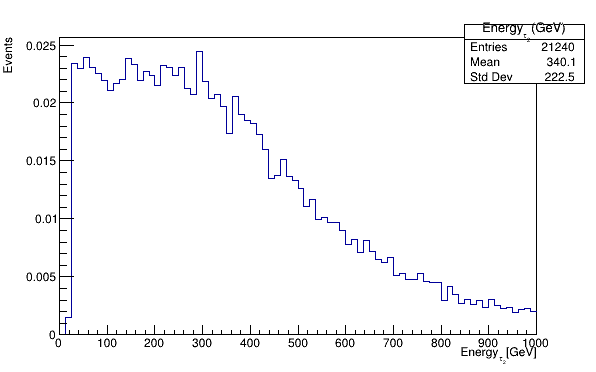 Energy_τ₂(GeV)
Entries 21240
Mean 340.1
Std Dev 222.5
Events
0.025
0.02
0.015
0.01
0.005
0
0 100 200 300 400 500 600 700 800 900 1000
Energy_τ₂[GeV]